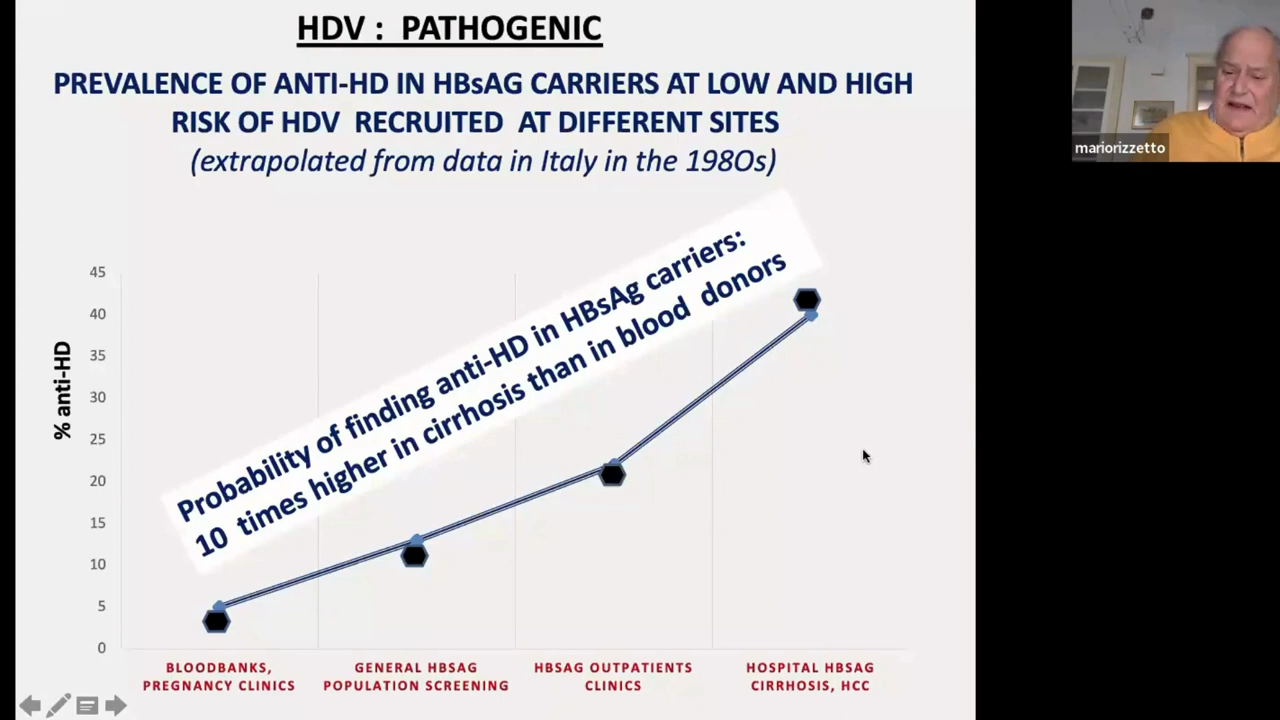 HDV : PATHOGENIC
PREVALENCE OF ANTI-HD IN HBsAG CARRIERS AT LOW AND HIGH
RISK OF HDV RECRUITED AT DIFFERENT SITES
(extrapolated from data in Italy in the 198Os)
mariorizzetto
Probability of finding anti-HD in HBsAg carriers:
10 times higher in cirrhosis than in blood donors
% anti-HD
45
40
35
30
25
20
15
10
5
0
BLOODBANKS,
PREGNANCY CLINICS
GENERAL HBSAG
POPULATION SCREENING
HBSAG OUTPATIENTS
CLINICS
HOSPITAL HBSAG
CIRRHOSIS, HCC